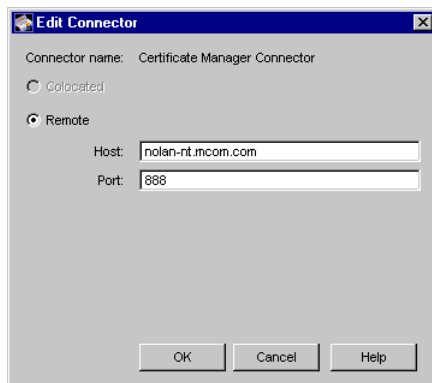 Edit Connector
Connector name: Certificate Manager Connector
Colocated
Remote
Host: nolan-nt.mcom.com
Port: 888
OK Cancel Help